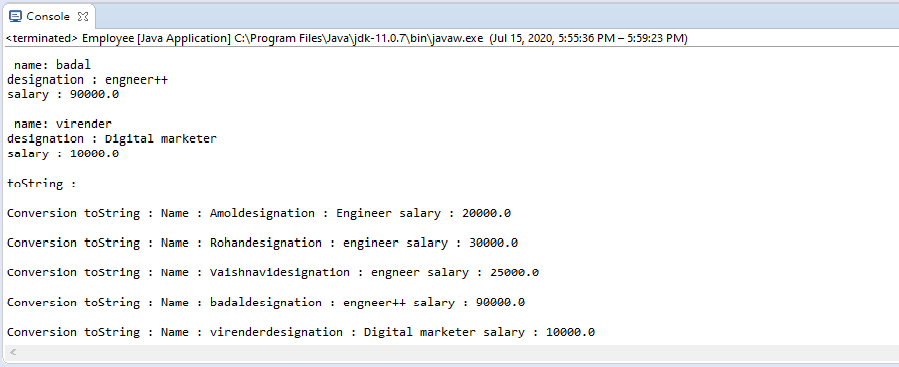 Console
<terminated> Employee [Java Application] C:\Program Files\Java\jdk-11.0.7\bin\javaw.exe (Jul 15, 2020, 5:55:36 PM – 5:59:23 PM)
name: badal
designation : engneer++
salary : 90000.0
name: virender
designation : Digital marketer
salary : 10000.0
toString :
Conversion toString : Name : Amoldesignation : Engineer salary : 20000.0
Conversion toString : Name : Rohandesignation : engineer salary : 30000.0
Conversion toString : Name : Vaishnavidesignation : engneer salary : 25000.0
Conversion toString : Name : badaldesignation : engneer++ salary : 90000.0
Conversion toString : Name : virenderdesignation : Digital marketer salary : 10000.0